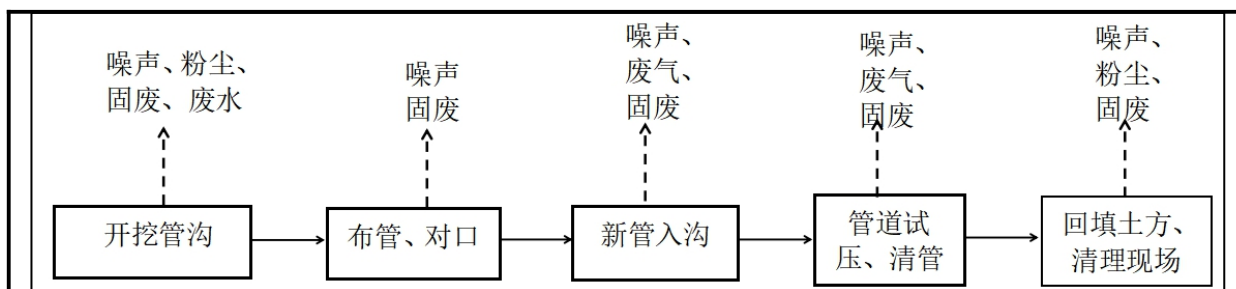 噪声、粉尘、
固废、废水
噪声
固废
噪声、
废气、
固废
噪声、
废气、
固废
噪声、
粉尘、
固废
开挖管沟
布管、对口
新管入沟
管道试
压、清管
回填土方、
清理现场